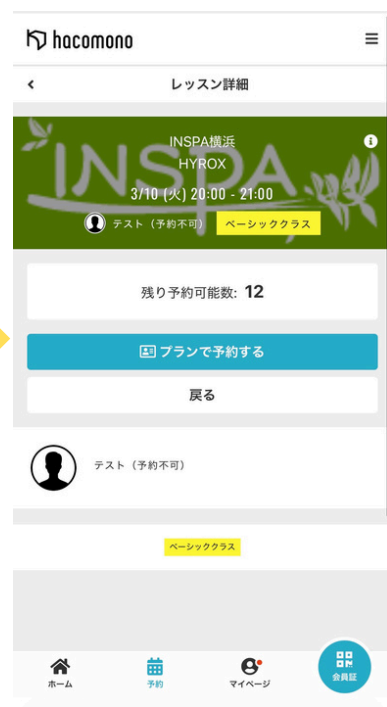 hacomono
レッスン詳細
INSPA
INSPA横浜
HYROX
3/10 (火) 20:00 - 21:00
テスト（予約不可）
ベーシッククラス
残り予約可能数: 12
プランで予約する
戻る
テスト（予約不可）
ベーシッククラス
ホーム
予約
マイページ
会員証